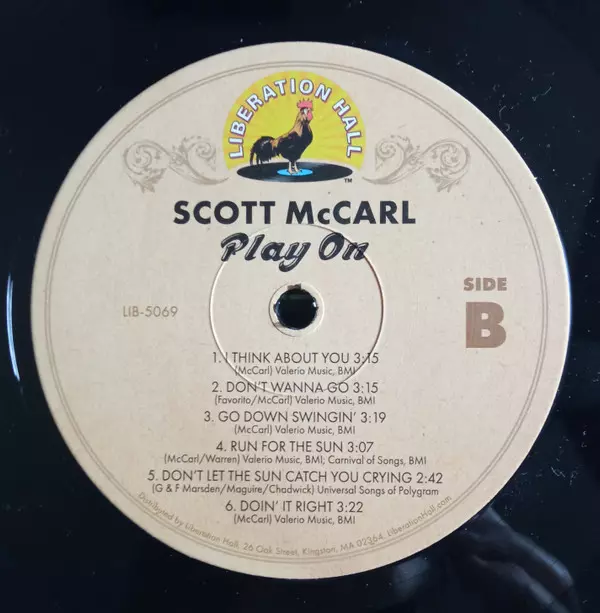 LIBERATION HALL
™
SCOTT McCARL
Play On
LIB-5069
SIDE
B
1. I THINK ABOUT YOU 3:15
(McCarl) Valerio Music, BMI
2. DON'T WANNA GO 3:15
(Favorito/McCarl) Valerio Music, BMI
3. GO DOWN SWINGIN' 3:19
(McCarl) Valerio Music, BMI
4. RUN FOR THE SUN 3:07
(McCarl/Warren) Valerio Music, BMI; Carnival of Songs, BMI
5. DON'T LET THE SUN CATCH YOU CRYING 2:42
(G & F Marsden/Maguire/Chadwick) Universal Songs of Polygram
6. DOIN' IT RIGHT 3:22
(McCarl) Valerio Music, BMI
Distributed by Liberation Hall, 26 Oak Street, Kingston, MA 02364. LiberationHall.com